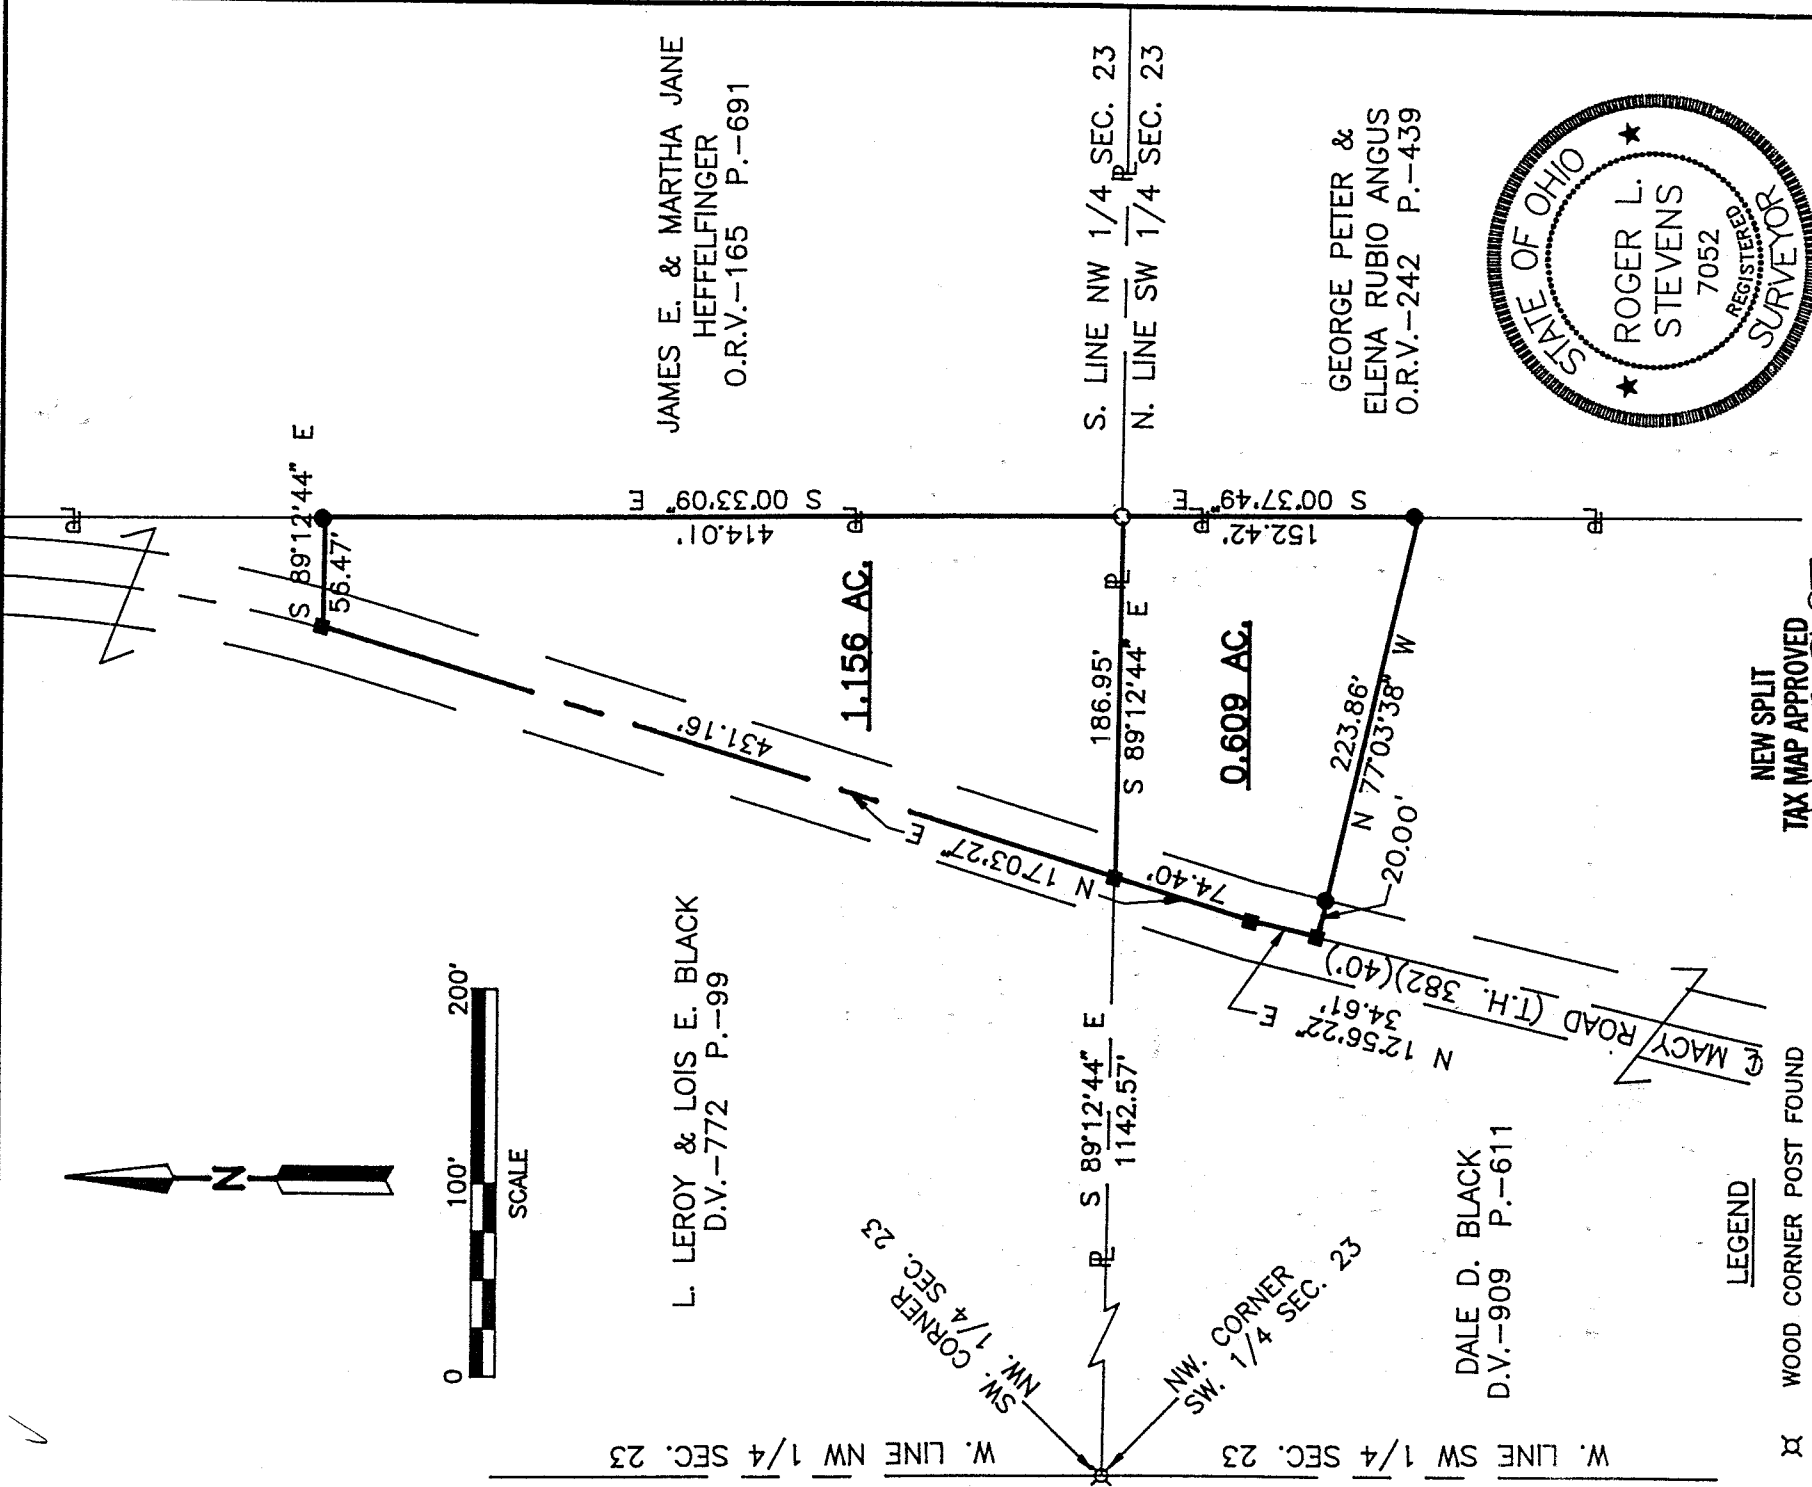 JAMES E. & MARTHA JANE
HEFFELFINGER
O.R.V.-165 P.-691
S. LINE NW 1/4 SEC. 23
N. LINE SW 1/4 SEC. 23
GEORGE PETER &
ELENA RUBIO ANGUS
O.R.V.-242 P.-439
STATE OF OHIO
ROGER L.
STEVENS
7052
REGISTERED
SURVEYOR
S 89°12'44" E
56.47'
S 00°33'09" E
414.01'
S 00°37'49" E
152.42'
1.156 AC.
431.16'
N 17°03'27" E
186.95'
S 89°12'44" E
0.609 AC.
74.40'
223.86'
N 77°03'38" W
20.00'
N 12°56'22" E
34.61'
℄ MACY ROAD (T.H. 382)(40')
NEW SPLIT
TAX MAP APPROVED
L. LEROY & LOIS E. BLACK
D.V.-772 P.-99
S 89°12'44" E
1142.57'
N
0 100' 200'
SCALE
SW. CORNER
NW. 1/4 SEC. 23
NW. CORNER
SW. 1/4 SEC. 23
DALE D. BLACK
D.V.-909 P.-611
W. LINE NW 1/4 SEC. 23
W. LINE SW 1/4 SEC. 23
LEGEND
WOOD CORNER POST FOUND